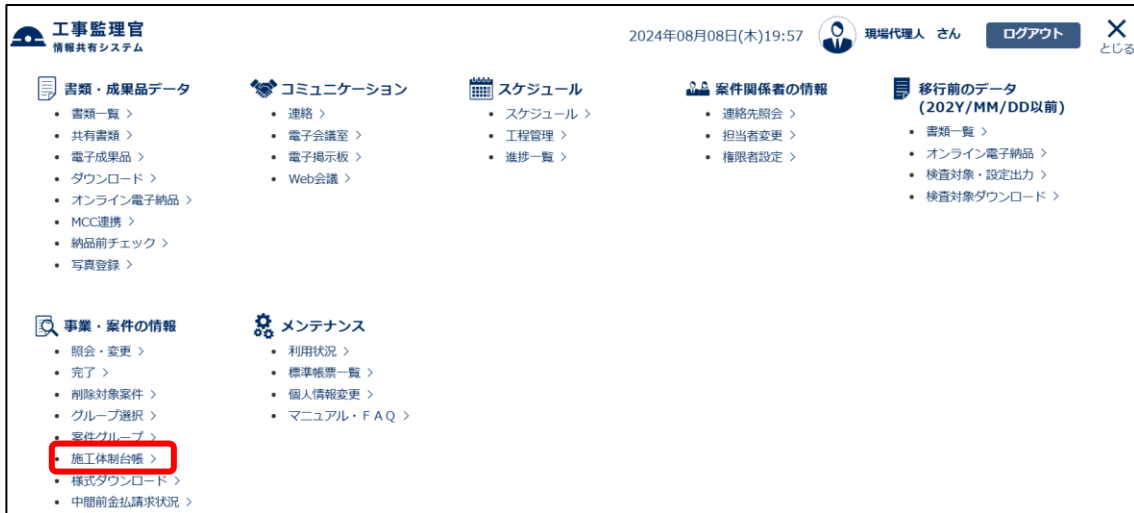 工事監理官
情報共有システム
2024年08月08日(木)19:57
現場代理人 さん
ログアウト
とじる
書類・成果品データ
書類一覧 >
共有書類 >
電子成果品 >
ダウンロード >
オンライン電子納品 >
MCC連携 >
納品前チェック >
写真登録 >
コミュニケーション
連絡 >
電子会議室 >
電子掲示板 >
Web会議 >
スケジュール
スケジュール >
工程管理 >
進捗一覧 >
案件関係者の情報
連絡先照会 >
担当者変更 >
権限者設定 >
移行前のデータ
(202Y/MM/DD以前)
書類一覧 >
オンライン電子納品 >
検査対象・設定出力 >
検査対象ダウンロード >
事業・案件の情報
照会・変更 >
完了 >
削除対象案件 >
グループ選択 >
案件グループ >
施工体制台帳 >
様式ダウンロード >
中間前金払請求状況 >
メンテナンス
利用状況 >
標準帳票一覧 >
個人情報変更 >
マニュアル・ＦＡＱ >